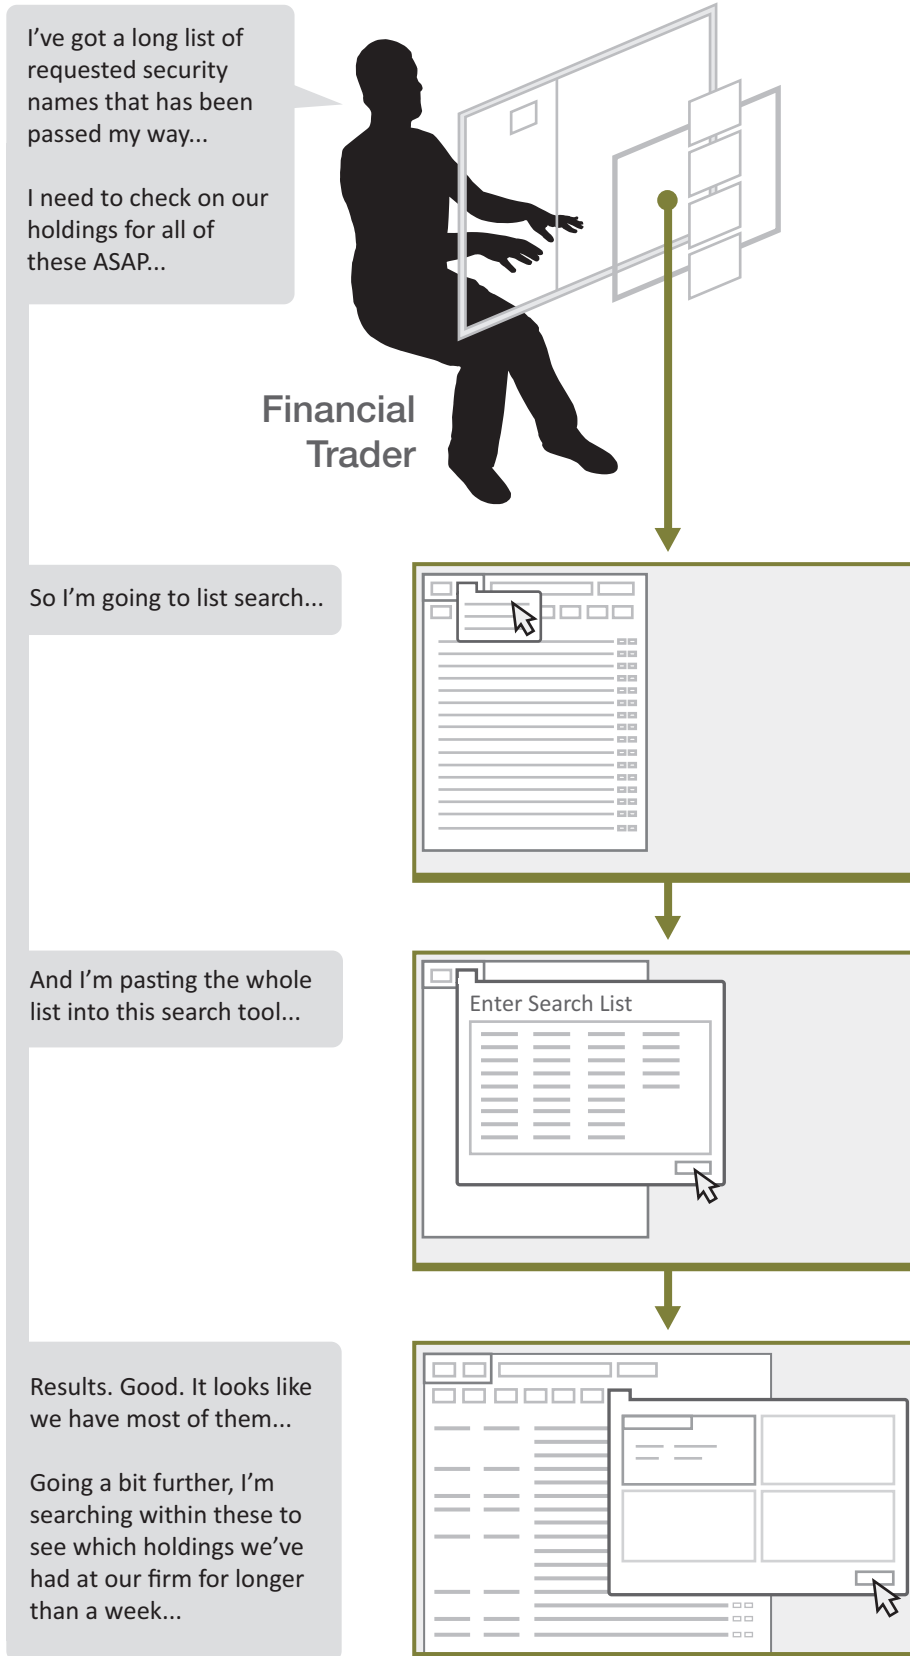 I’ve got a long list of
requested security
names that has been
passed my way...
I need to check on our
holdings for all of
these ASAP...
Financial
Trader
So I’m going to list search...
And I’m pasting the whole
list into this search tool...
Enter Search List
Results. Good. It looks like
we have most of them...
Going a bit further, I’m
searching within these to
see which holdings we’ve
had at our firm for longer
than a week...